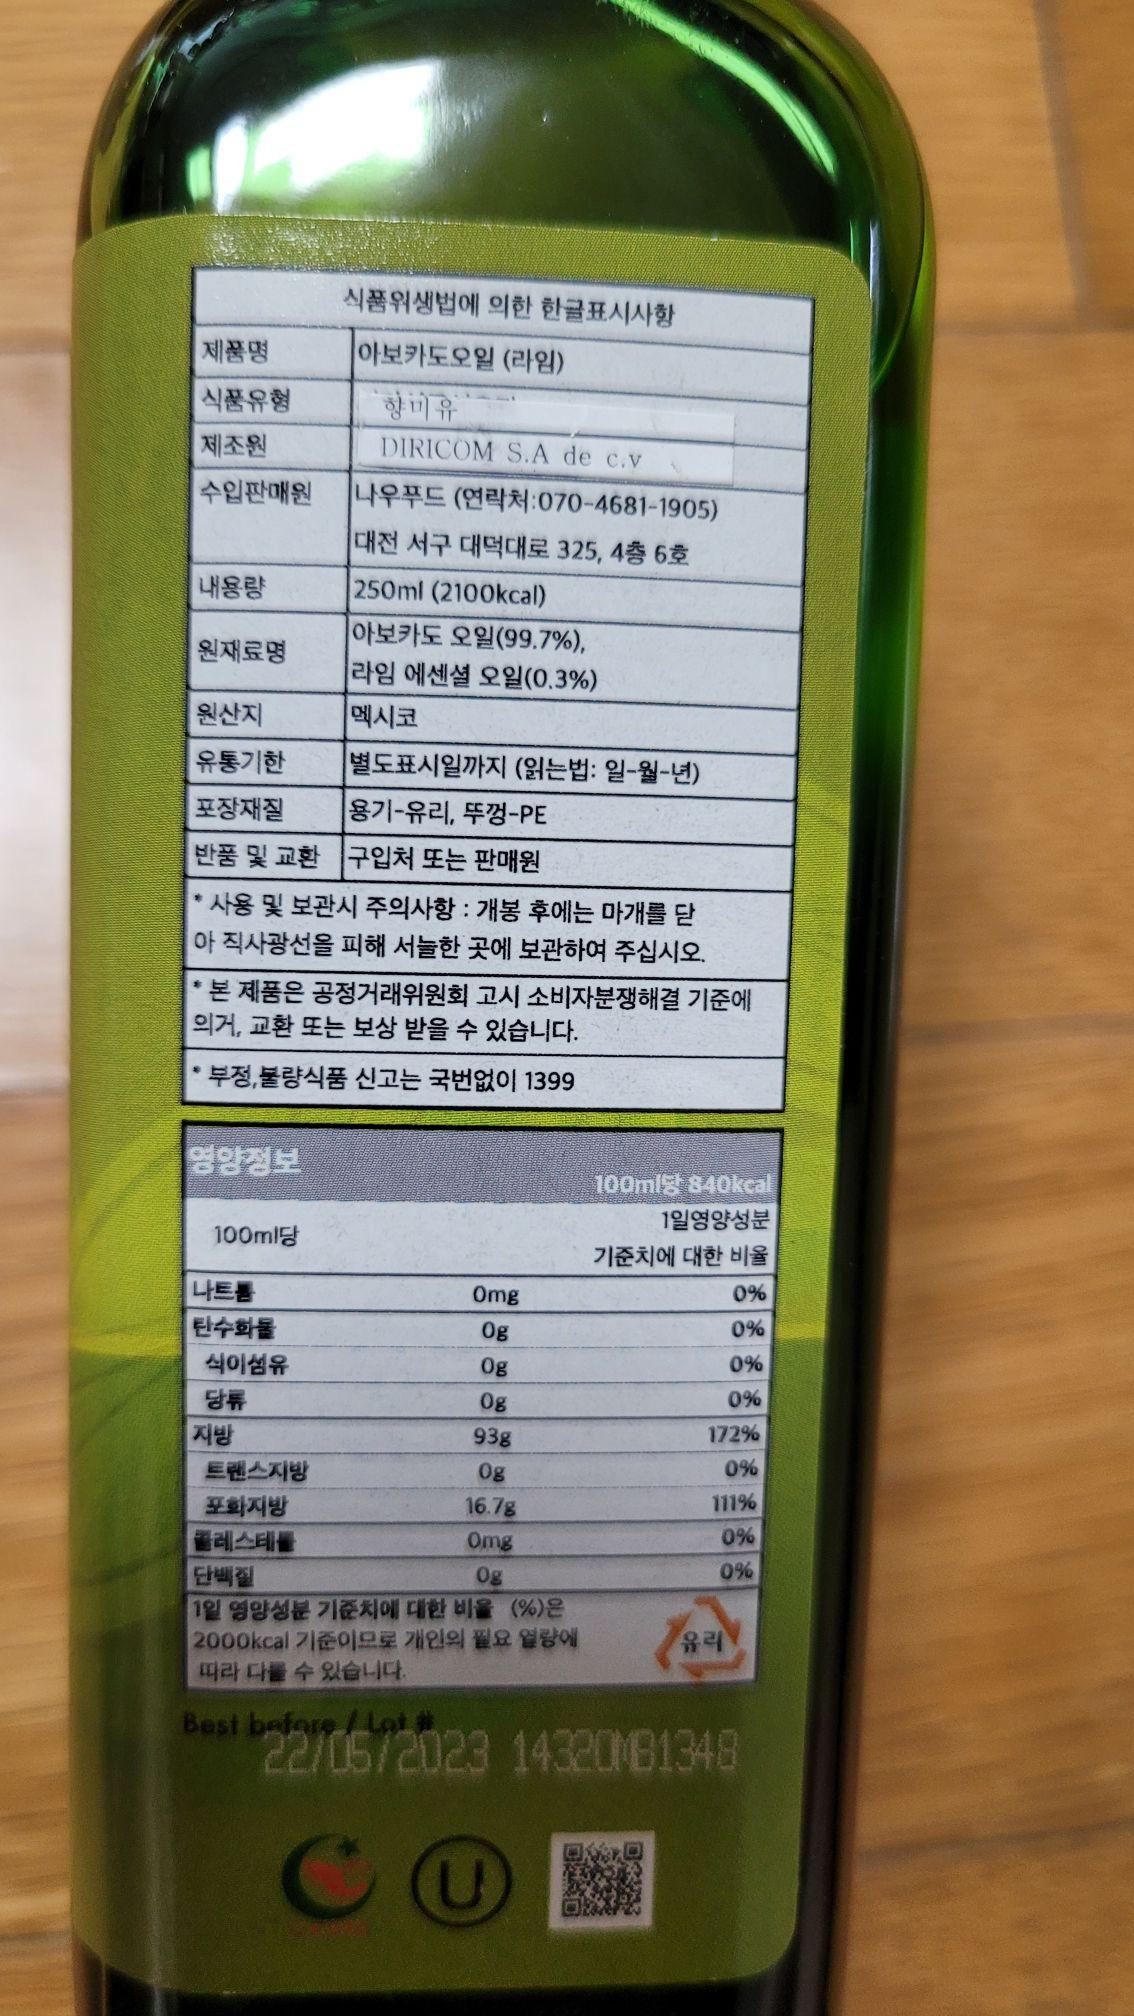 식품위생법에 의한 한글표시사항
제품명 아보카도오일 (라임)
식품유형 향미유
제조원 DIRICOM S.A de c.v
수입판매원 나우푸드 (연락처:070-4681-1905)
대전 서구 대덕대로 325, 4층 6호
내용량 250ml (2100kcal)
원재료명 아보카도 오일(99.7%),
라임 에센셜 오일(0.3%)
원산지 멕시코
유통기한 별도표시일까지 (읽는법: 일-월-년)
포장재질 용기-유리, 뚜껑-PE
반품 및 교환 구입처 또는 판매원
* 사용 및 보관시 주의사항 : 개봉 후에는 마개를 닫
아 직사광선을 피해 서늘한 곳에 보관하여 주십시오.
* 본 제품은 공정거래위원회 고시 소비자분쟁해결 기준에
의거, 교환 또는 보상 받을 수 있습니다.
* 부정,불량식품 신고는 국번없이 1399
영양정보
100ml당 840kcal
100ml당 1일영양성분
기준치에 대한 비율
나트륨 0mg 0%
탄수화물 0g 0%
식이섬유 0g 0%
당류 0g 0%
지방 93g 172%
트랜스지방 0g 0%
포화지방 16.7g 111%
콜레스테롤 0mg 0%
단백질 0g 0%
1일 영양성분 기준치에 대한 비율 (%)은
2000kcal 기준이므로 개인의 필요 열량에
따라 다를 수 있습니다.
유리
Best before / Lot #
22/05/2023 14320MB1348
U